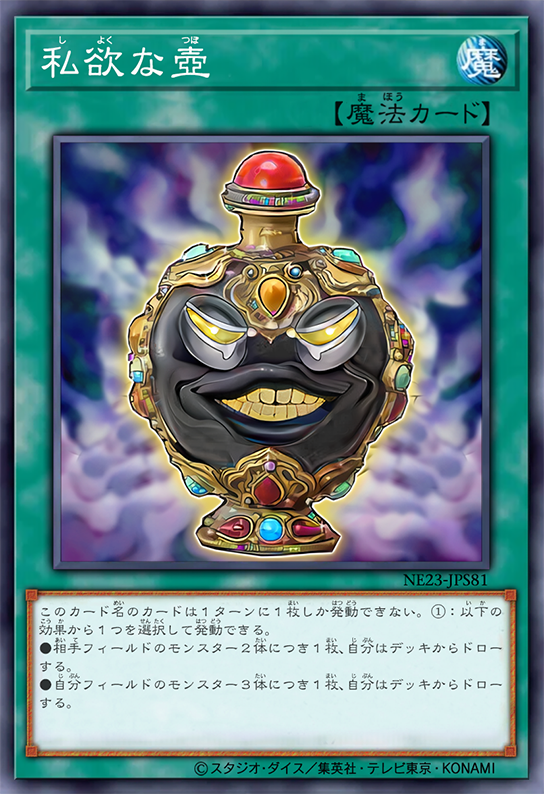 私欲な壺
魔
【魔法カード】
NE23-JPS81
このカード名のカードは１ターンに１枚しか発動できない。①：以下の
効果から１つを選択して発動できる。
●相手フィールドのモンスター２体につき１枚、自分はデッキからドロー
する。
●自分フィールドのモンスター３体につき１枚、自分はデッキからドロー
する。
©スタジオ・ダイス／集英社・テレビ東京・KONAMI